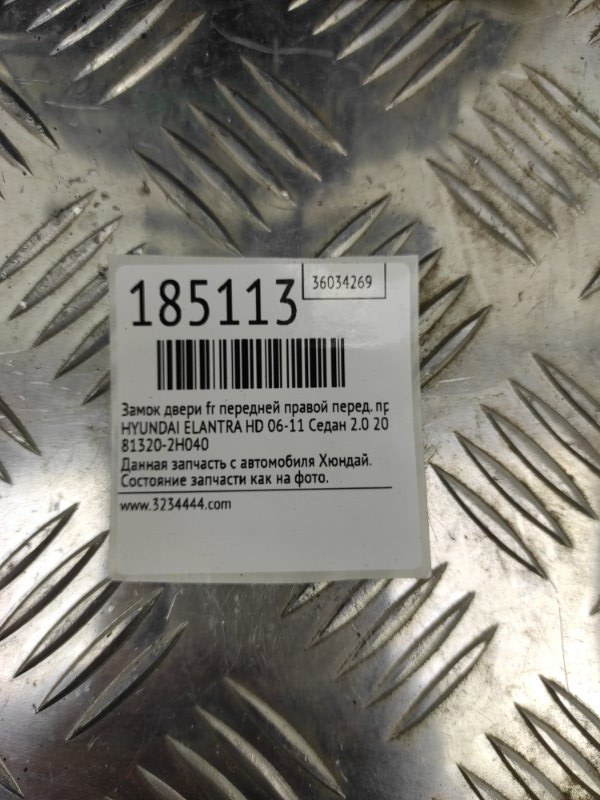 185113
36034269
Замок двери fr передней правой перед. пр
HYUNDAI ELANTRA HD 06-11 Седан 2.0 20
81320-2H040
Данная запчасть с автомобиля Хюндай.
Состояние запчасти как на фото.
www.3234444.com